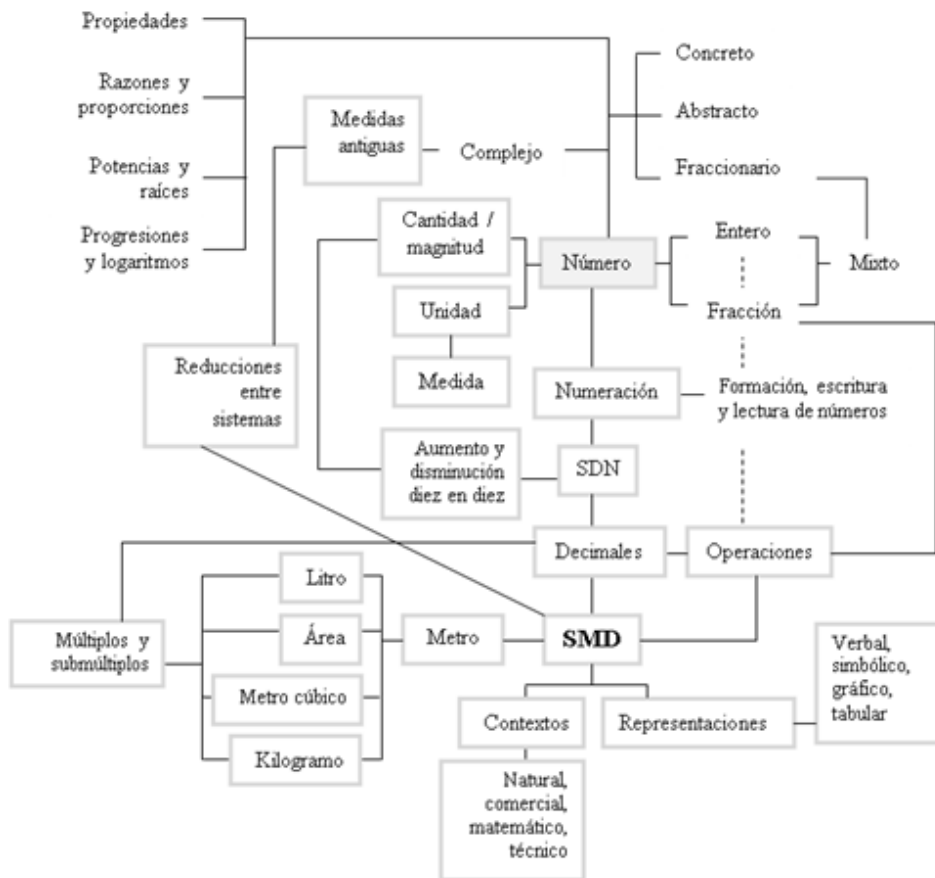 Propiedades
Razones y
proporciones
Potencias y
raíces
Progresiones
y logaritmos
Medidas
antiguas
Complejo
Concreto
Abstracto
Fraccionario
Cantidad /
magnitud
Unidad
Medida
Número
Entero
Mixto
Fracción
Reducciones
entre
sistemas
Numeración
Formación, escritura
y lectura de números
Aumento y
disminución
diez en diez
SDN
Decimales
Operaciones
Múltiplos y
submúltiplos
Litro
Área
Metro cúbico
Kilogramo
Metro
SMD
Contextos
Representaciones
Verbal,
simbólico,
gráfico,
tabular
Natural,
comercial,
matemático,
técnico